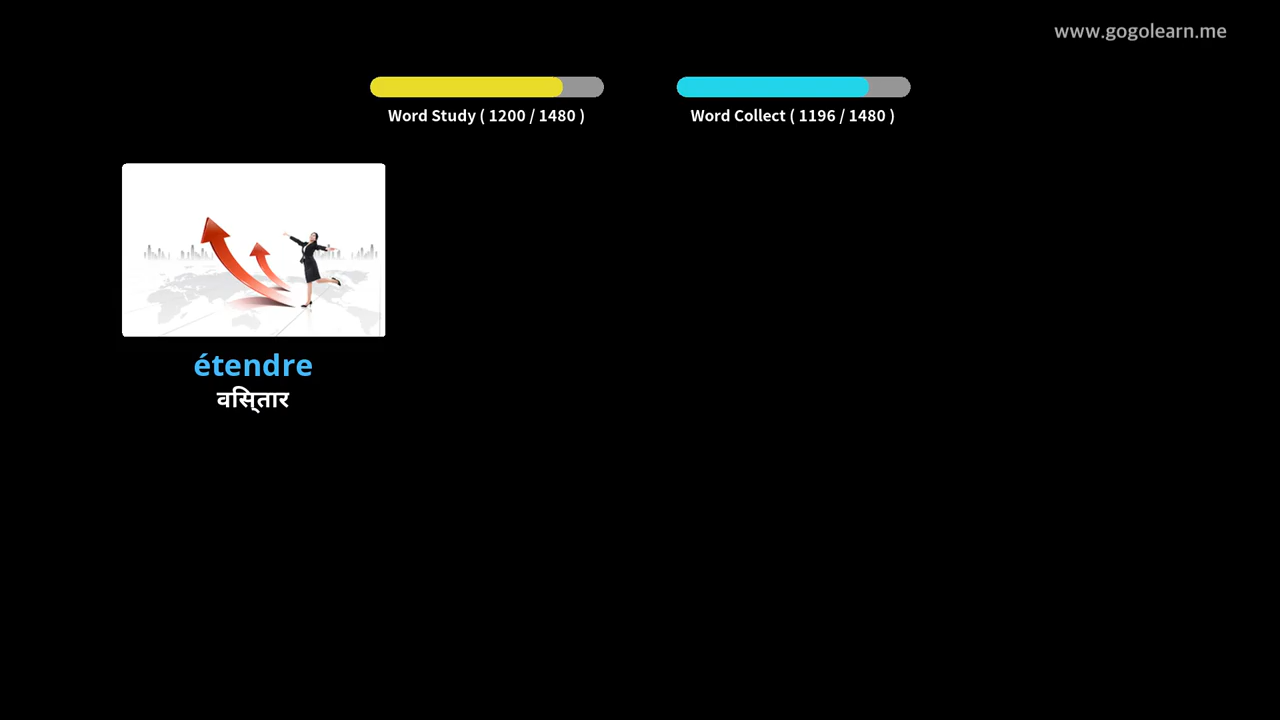 www.gogolearn.me
Word Study ( 1200 / 1480 )
Word Collect ( 1196 / 1480 )
étendre
विस्तार